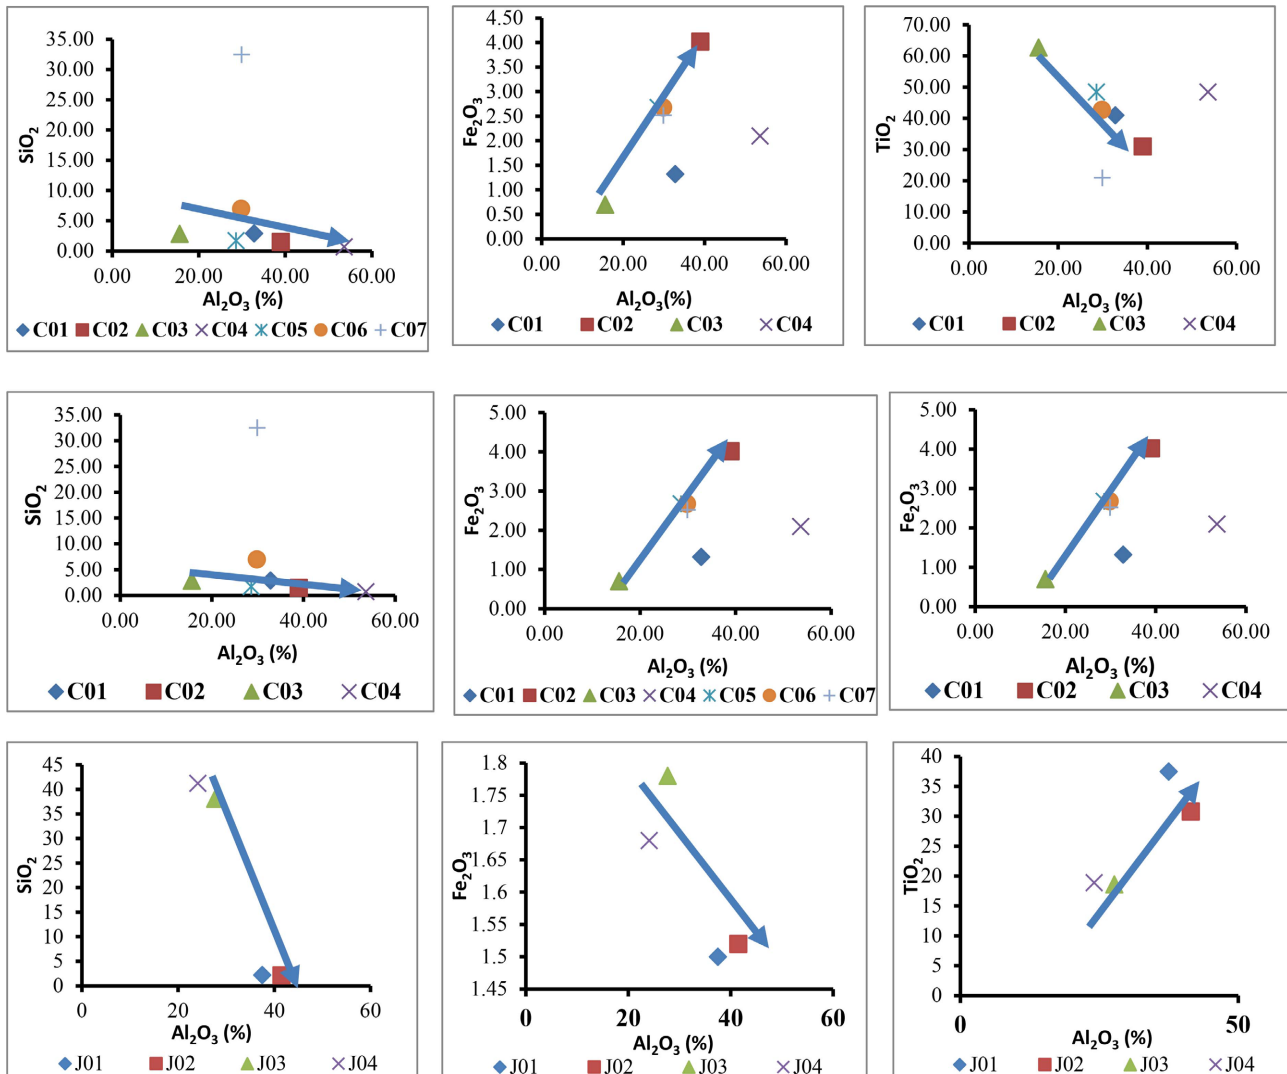 SiO₂
35.00
30.00
25.00
20.00
15.00
10.00
5.00
0.00
0.00 20.00 40.00 60.00
Al₂O₃ (%)
C01 C02 C03 C04 C05 C06 C07
Fe₂O₃
4.50
4.00
3.50
3.00
2.50
2.00
1.50
1.00
0.50
0.00
0.00 20.00 40.00 60.00
Al₂O₃(%)
C01 C02 C03 C04
TiO₂
70.00
60.00
50.00
40.00
30.00
20.00
10.00
0.00
0.00 20.00 40.00 60.00
Al₂O₃ (%)
C01 C02 C03 C04
SiO₂
35.00
30.00
25.00
20.00
15.00
10.00
5.00
0.00
0.00 20.00 40.00 60.00
Al₂O₃ (%)
C01 C02 C03 C04
Fe₂O₃
5.00
4.00
3.00
2.00
1.00
0.00
0.00 20.00 40.00 60.00
Al₂O₃ (%)
C01 C02 C03 C04 C05 C06 C07
Fe₂O₃
5.00
4.00
3.00
2.00
1.00
0.00
0.00 20.00 40.00 60.00
Al₂O₃ (%)
C01 C02 C03 C04
SiO₂
45
40
35
30
25
20
15
10
5
0
0 20 40 60
Al₂O₃ (%)
J01 J02 J03 J04
Fe₂O₃
1.8
1.75
1.7
1.65
1.6
1.55
1.5
1.45
0 20 40 60
Al₂O₃ (%)
J01 J02 J03 J04
TiO₂
40
35
30
25
20
15
10
5
0
0 50
Al₂O₃ (%)
J01 J02 J03 J04